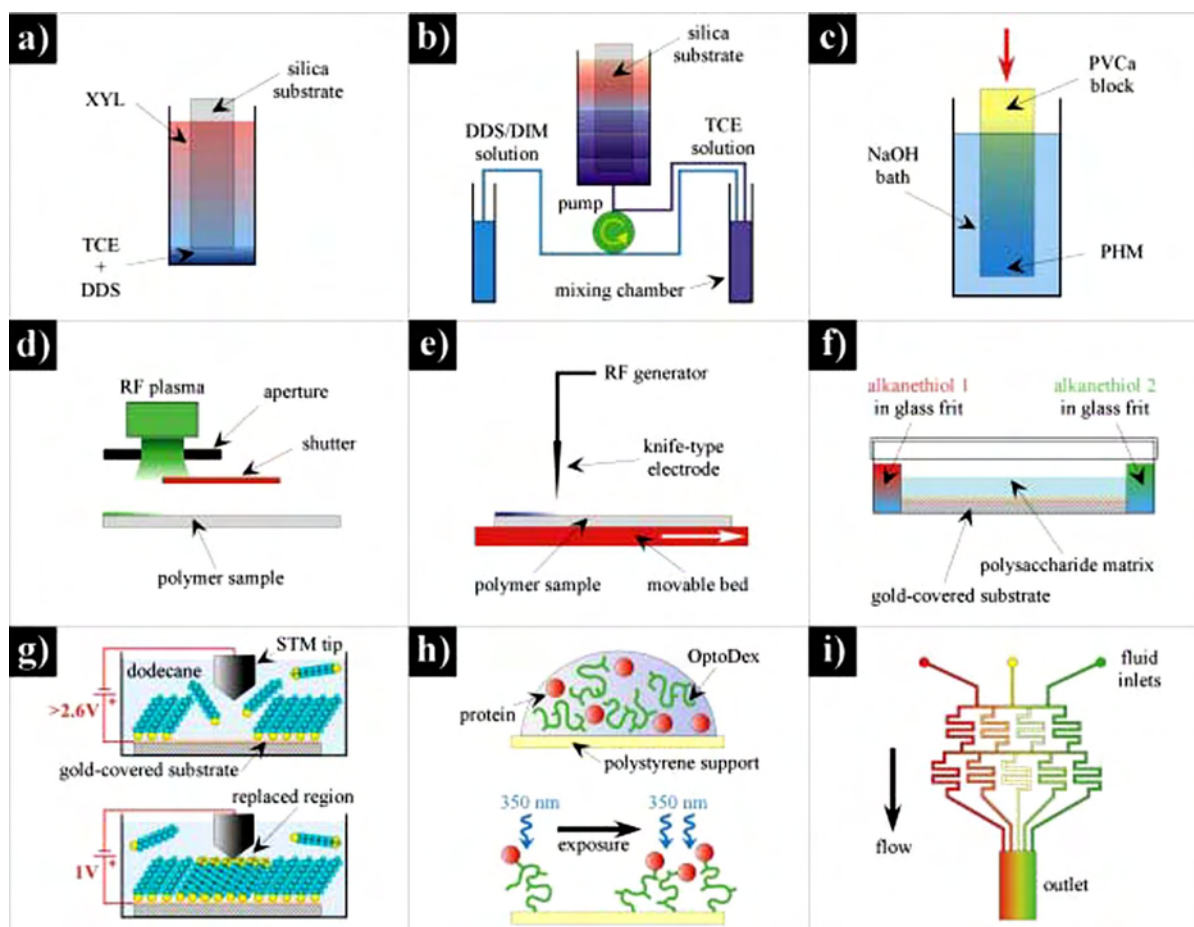 a)
silica
substrate
XYL
TCE
+
DDS
b)
silica
substrate
DDS/DIM
solution
TCE
solution
pump
mixing chamber
c)
PVCa
block
NaOH
bath
PHM
d)
RF plasma
aperture
shutter
polymer sample
e)
RF generator
knife-type
electrode
polymer sample
movable bed
f)
alkanethiol 1
in glass frit
alkanethiol 2
in glass frit
polysaccharide matrix
gold-covered substrate
g)
STM tip
dodecane
+
>2.6V
gold-covered substrate
replaced region
+
1V
h)
OptoDex
protein
polystyrene support
350 nm
350 nm
exposure
i)
fluid
inlets
flow
outlet